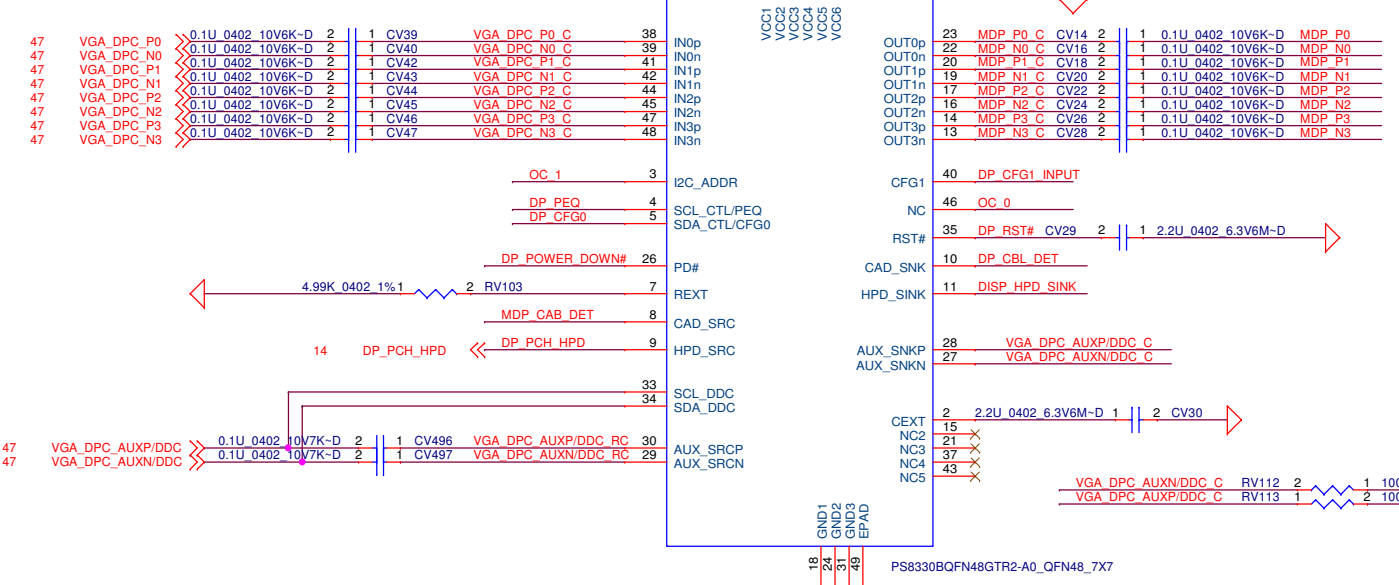 VCC1 VCC2 VCC3 VCC4 VCC5 VCC6
47 VGA_DPC_P0 0.1U_0402_10V6K~D 2 1 CV39 VGA_DPC_P0_C 38 IN0p OUT0p 23 MDP_P0_C CV14 2 1 0.1U_0402_10V6K~D MDP_P0
47 VGA_DPC_N0 0.1U_0402_10V6K~D 2 1 CV40 VGA_DPC_N0_C 39 IN0n OUT0n 22 MDP_N0_C CV16 2 1 0.1U_0402_10V6K~D MDP_N0
47 VGA_DPC_P1 0.1U_0402_10V6K~D 2 1 CV42 VGA_DPC_P1_C 41 IN1p OUT1p 20 MDP_P1_C CV18 2 1 0.1U_0402_10V6K~D MDP_P1
47 VGA_DPC_N1 0.1U_0402_10V6K~D 2 1 CV43 VGA_DPC_N1_C 42 IN1n OUT1n 19 MDP_N1_C CV20 2 1 0.1U_0402_10V6K~D MDP_N1
47 VGA_DPC_P2 0.1U_0402_10V6K~D 2 1 CV44 VGA_DPC_P2_C 44 IN2p OUT2p 17 MDP_P2_C CV22 2 1 0.1U_0402_10V6K~D MDP_P2
47 VGA_DPC_N2 0.1U_0402_10V6K~D 2 1 CV45 VGA_DPC_N2_C 45 IN2n OUT2n 16 MDP_N2_C CV24 2 1 0.1U_0402_10V6K~D MDP_N2
47 VGA_DPC_P3 0.1U_0402_10V6K~D 2 1 CV46 VGA_DPC_P3_C 47 IN3p OUT3p 14 MDP_P3_C CV26 2 1 0.1U_0402_10V6K~D MDP_P3
47 VGA_DPC_N3 0.1U_0402_10V6K~D 2 1 CV47 VGA_DPC_N3_C 48 IN3n OUT3n 13 MDP_N3_C CV28 2 1 0.1U_0402_10V6K~D MDP_N3
OC_1 3 I2C_ADDR CFG1 40 DP_CFG1_INPUT
DP_PEQ 4 SCL_CTL/PEQ NC 46 OC_0
DP_CFG0 5 SDA_CTL/CFG0
RST# 35 DP_RST# CV29 2 1 2.2U_0402_6.3V6M~D
DP_POWER_DOWN# 26 PD# CAD_SNK 10 DP_CBL_DET
4.99K_0402_1% 1 2 RV103 7 REXT HPD_SINK 11 DISP_HPD_SINK
MDP_CAB_DET 8 CAD_SRC
14 DP_PCH_HPD DP_PCH_HPD 9 HPD_SRC AUX_SNKP 28 VGA_DPC_AUXP/DDC_C
AUX_SNKN 27 VGA_DPC_AUXN/DDC_C
33 SCL_DDC
34 SDA_DDC
CEXT 2 2.2U_0402_6.3V6M~D 1 2 CV30
NC2 15
47 VGA_DPC_AUXP/DDC 0.1U_0402_10V7K~D 2 1 CV496 VGA_DPC_AUXP/DDC_RC 30 AUX_SRCP NC3 21
47 VGA_DPC_AUXN/DDC 0.1U_0402_10V7K~D 2 1 CV497 VGA_DPC_AUXN/DDC_RC 29 AUX_SRCN NC4 37
NC5 43
VGA_DPC_AUXN/DDC_C RV112 2 1 100
VGA_DPC_AUXP/DDC_C RV113 1 2 100
GND1 GND2 GND3 EPAD
18 24 31 49
PS8330BQFN48GTR2-A0_QFN48_7X7